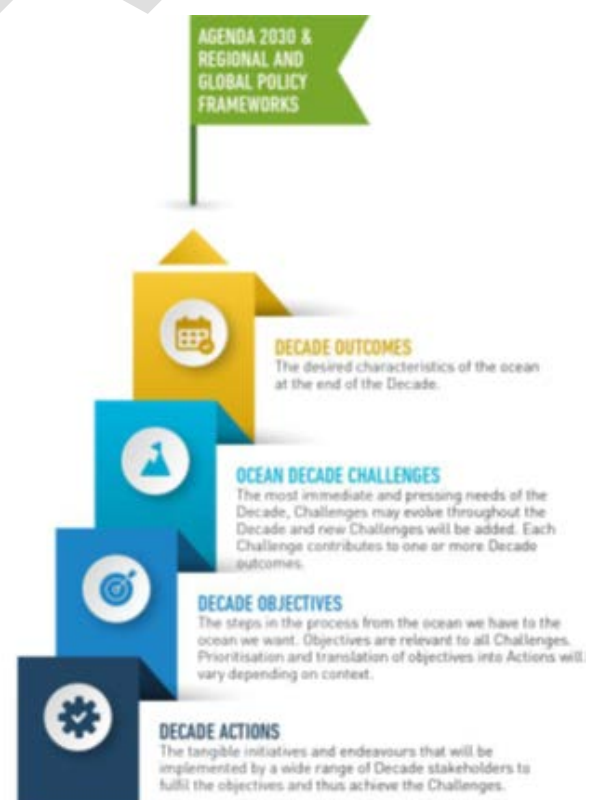 AGENDA 2030 &
REGIONAL AND
GLOBAL POLICY
FRAMEWORKS
DECADE OUTCOMES
The desired characteristics of the ocean
at the end of the Decade.
OCEAN DECADE CHALLENGES
The most immediate and pressing needs of the
Decade, Challenges may evolve throughout the
Decade and new Challenges will be added. Each
Challenge contributes to one or more Decade
outcomes.
DECADE OBJECTIVES
The steps in the process from the ocean we have to the
ocean we want. Objectives are relevant to all Challenges.
Prioritisation and translation of objectives into Actions will
vary depending on context.
DECADE ACTIONS
The tangible initiatives and endeavours that will be
implemented by a wide range of Decade stakeholders to
fulfil the objectives and thus achieve the Challenges.